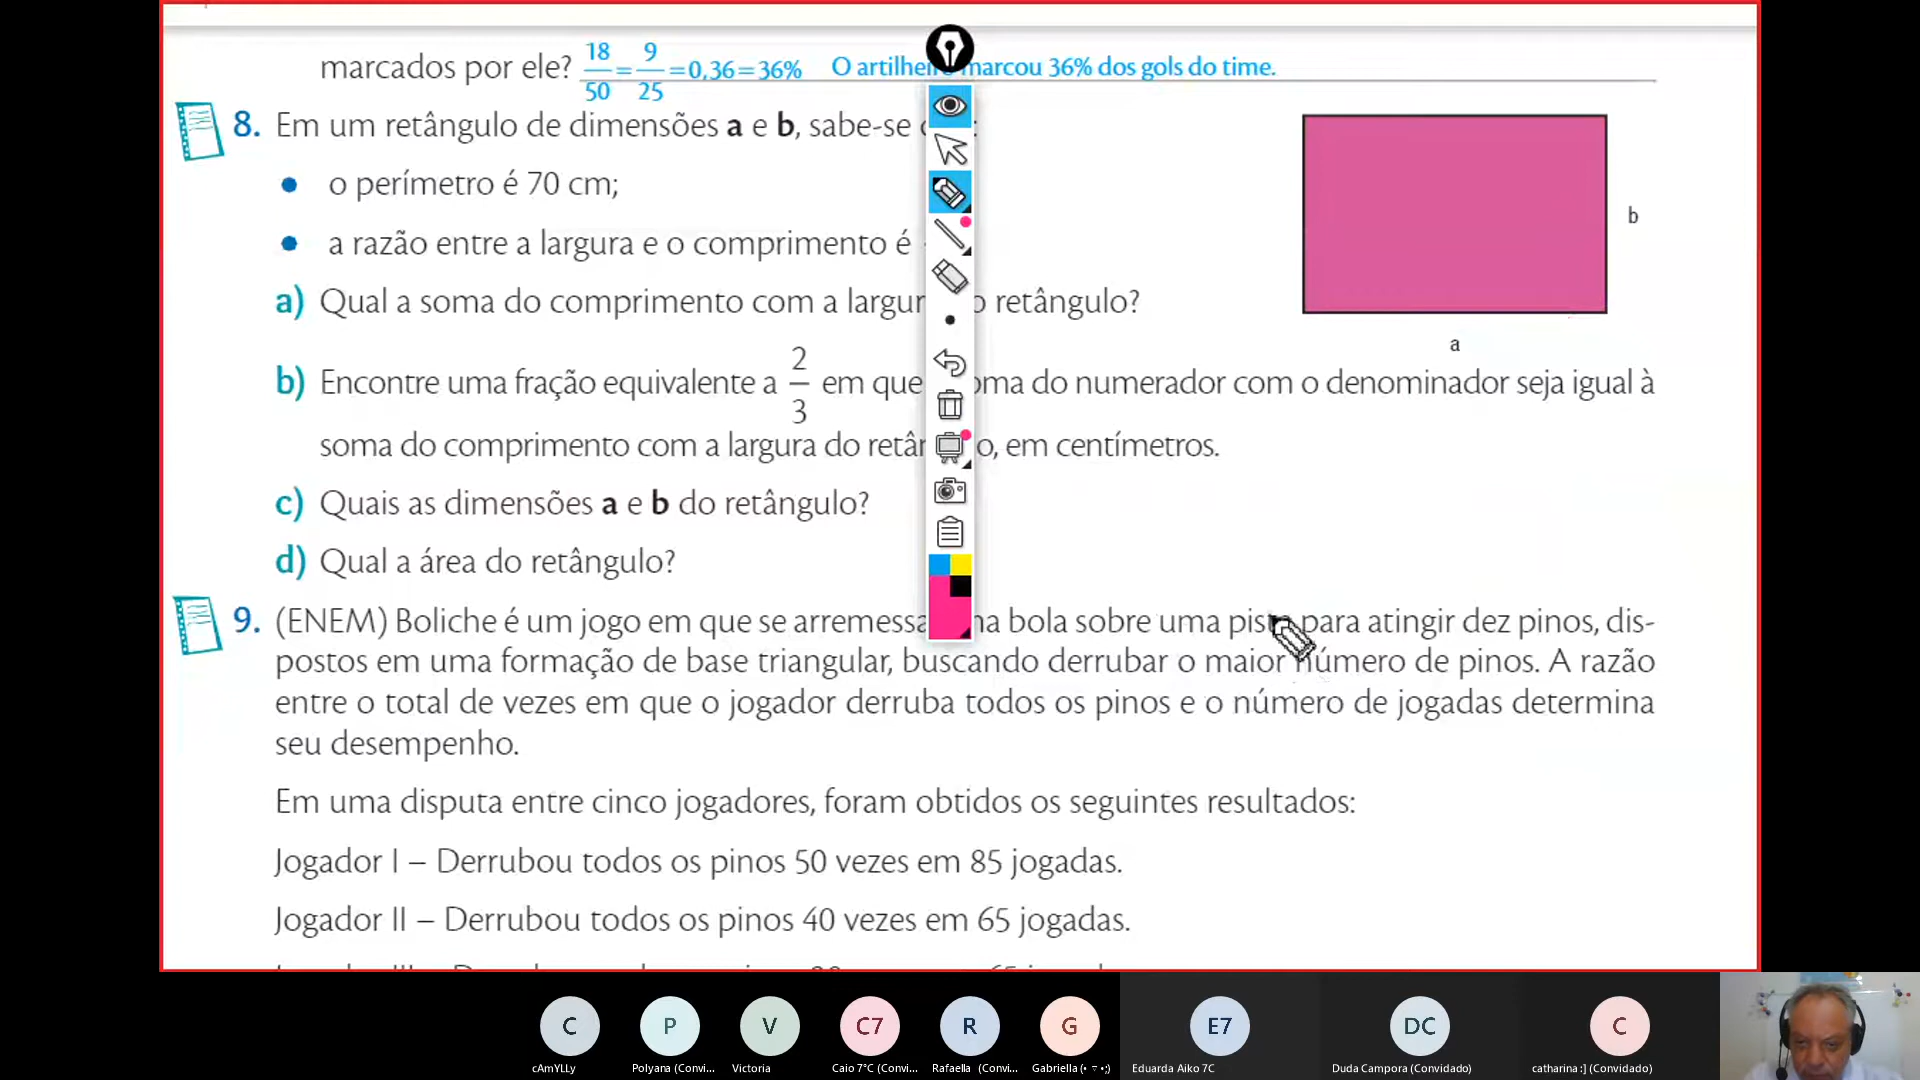 marcados por ele? 18/50 = 9/25 = 0,36 = 36% O artilheiro marcou 36% dos gols do time.
8. Em um retângulo de dimensões a e b, sabe-se
• o perímetro é 70 cm;
b
• a razão entre a largura e o comprimento é
a) Qual a soma do comprimento com a largur o retângulo?
a
b) Encontre uma fração equivalente a 2/3 em que oma do numerador com o denominador seja igual à
soma do comprimento com a largura do retân o, em centímetros.
c) Quais as dimensões a e b do retângulo?
d) Qual a área do retângulo?
9. (ENEM) Boliche é um jogo em que se arremessa na bola sobre uma pista para atingir dez pinos, dis-
postos em uma formação de base triangular, buscando derrubar o maior número de pinos. A razão
entre o total de vezes em que o jogador derruba todos os pinos e o número de jogadas determina
seu desempenho.
Em uma disputa entre cinco jogadores, foram obtidos os seguintes resultados:
Jogador I – Derrubou todos os pinos 50 vezes em 85 jogadas.
Jogador II – Derrubou todos os pinos 40 vezes em 65 jogadas.
C P V C7 R G E7 DC C
cAmYLLy Polyana (Convi... Victoria Caio 7°C (Convi... Rafaella (Convi... Gabriella (• ▿ •;) Eduarda Aiko 7C Duda Campora (Convidado) catharina :] (Convidado)